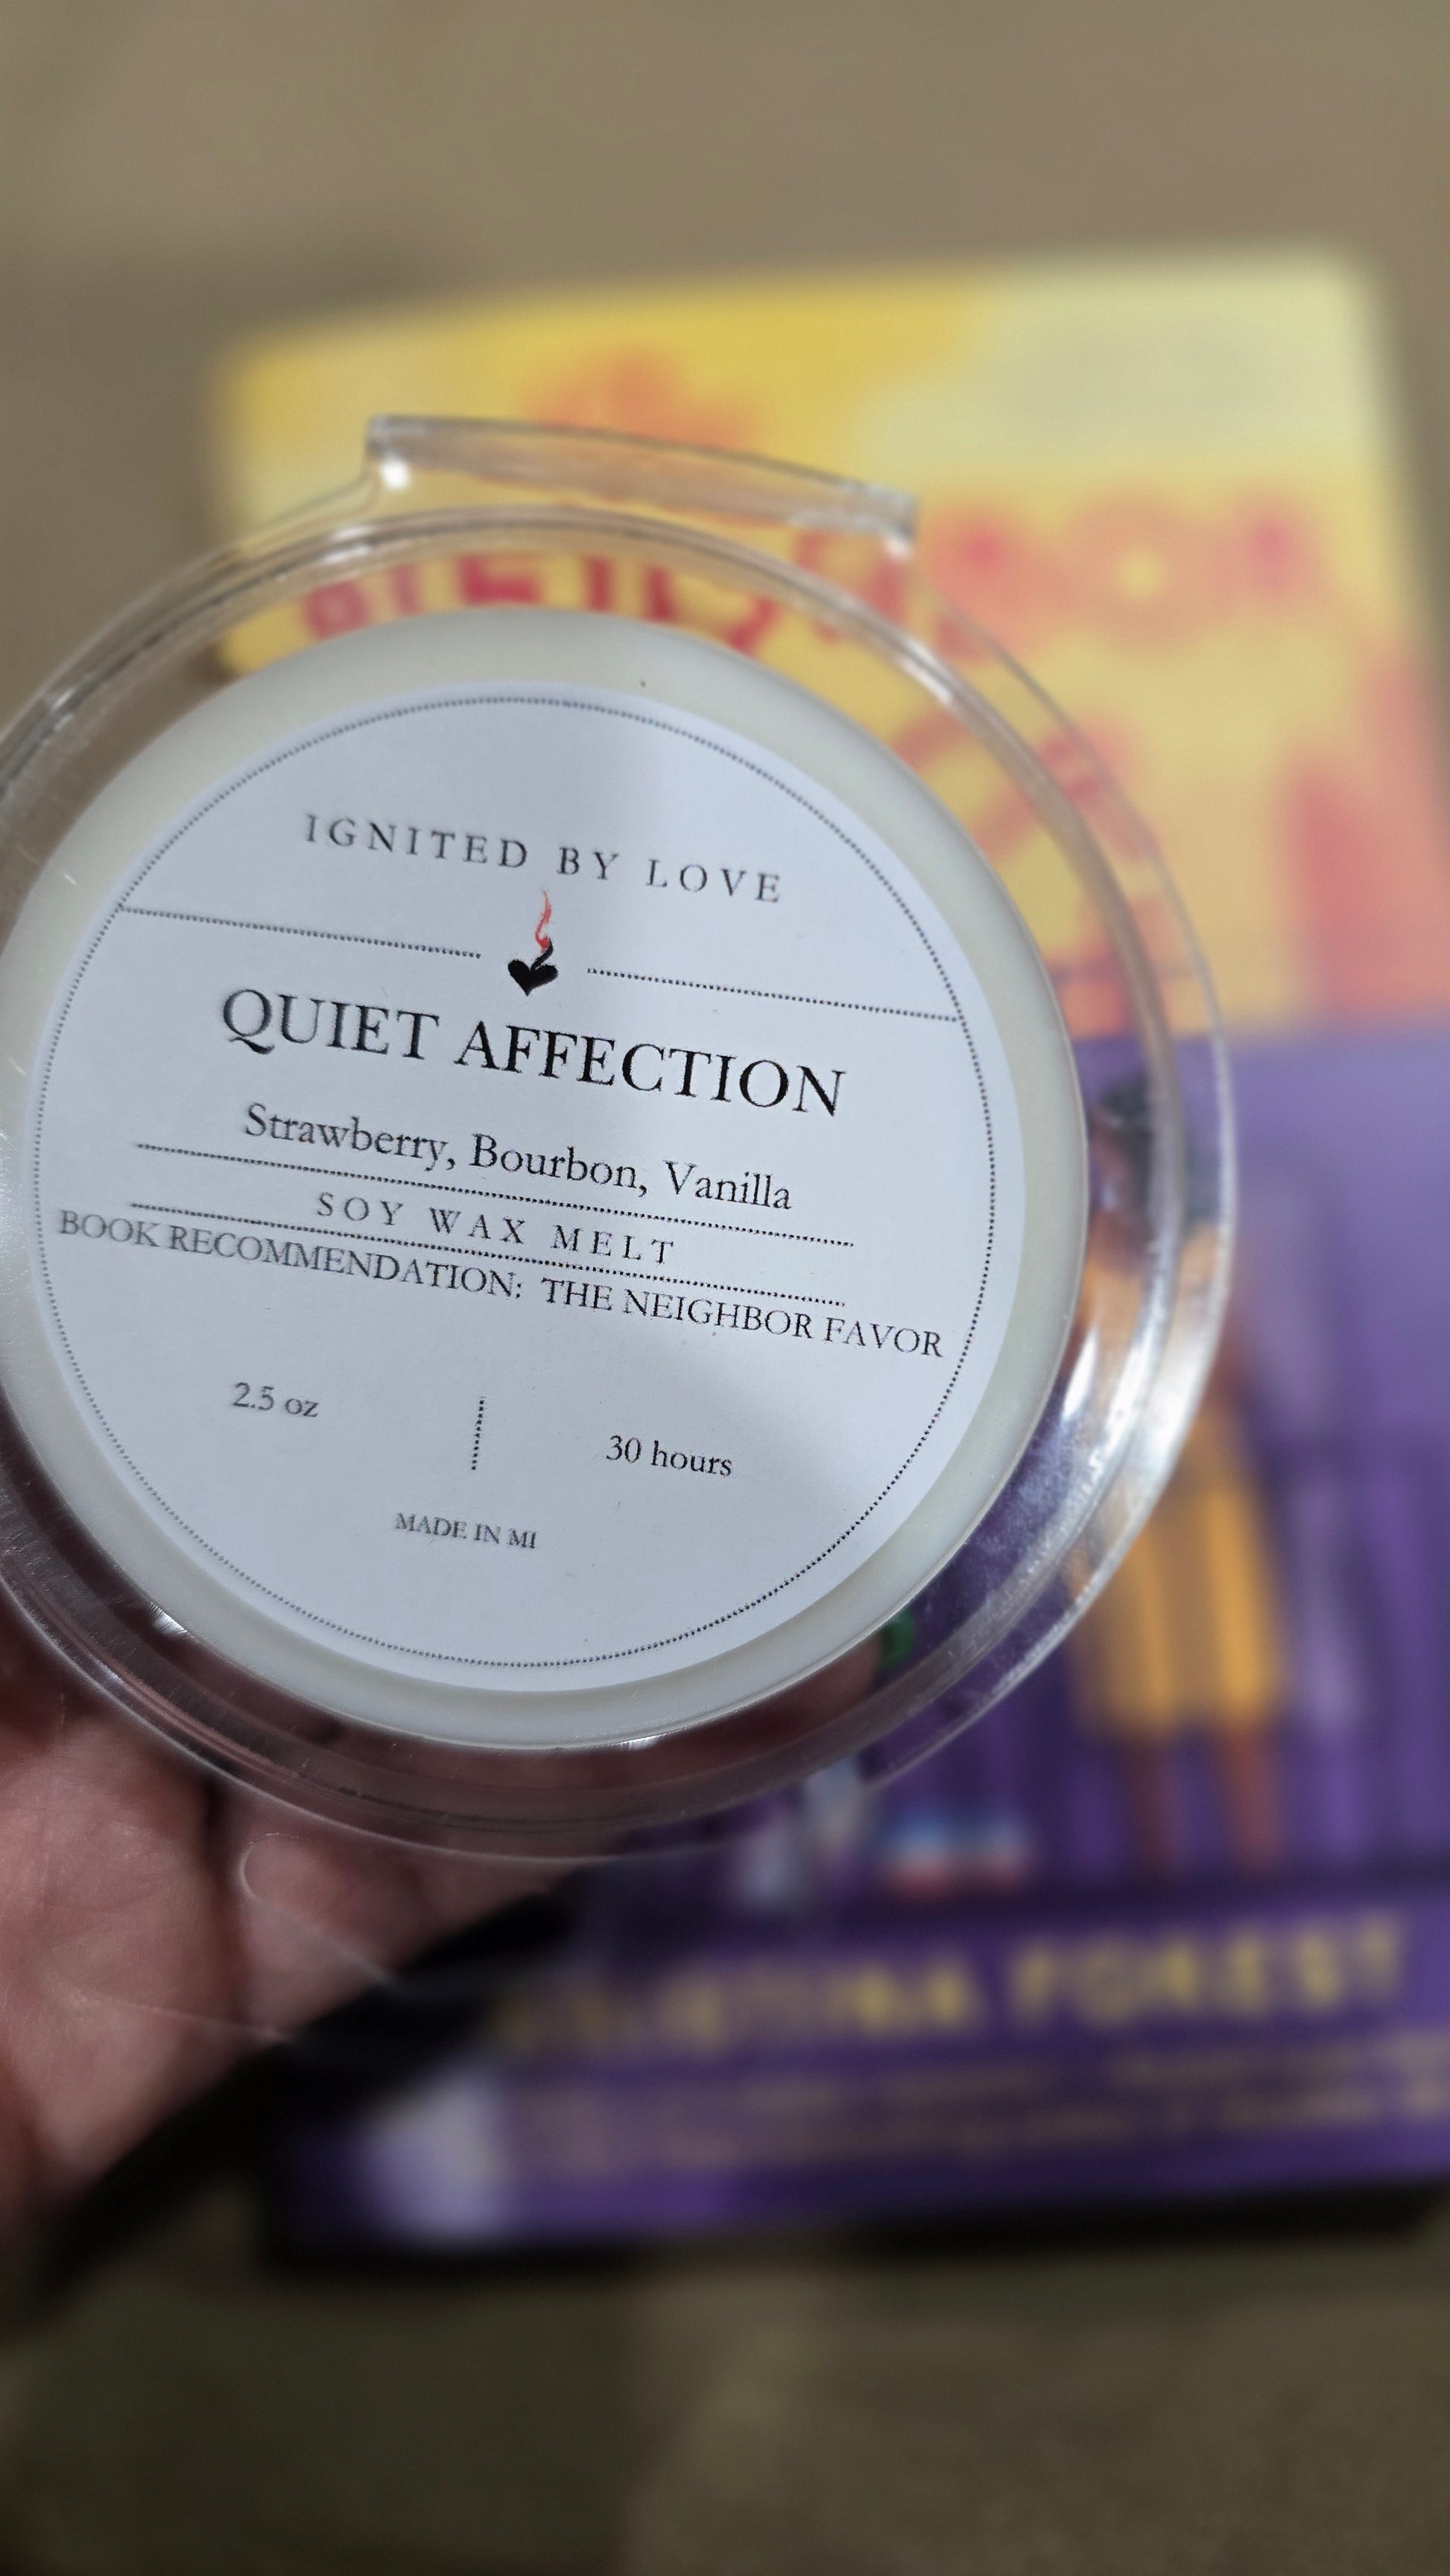 IGNITED BY LOVE
QUIET AFFECTION
Strawberry, Bourbon, Vanilla
SOY WAX MELT
BOOK RECOMMENDATION: THE NEIGHBOR FAVOR
2.5 oz
30 hours
MADE IN MI
FOREST